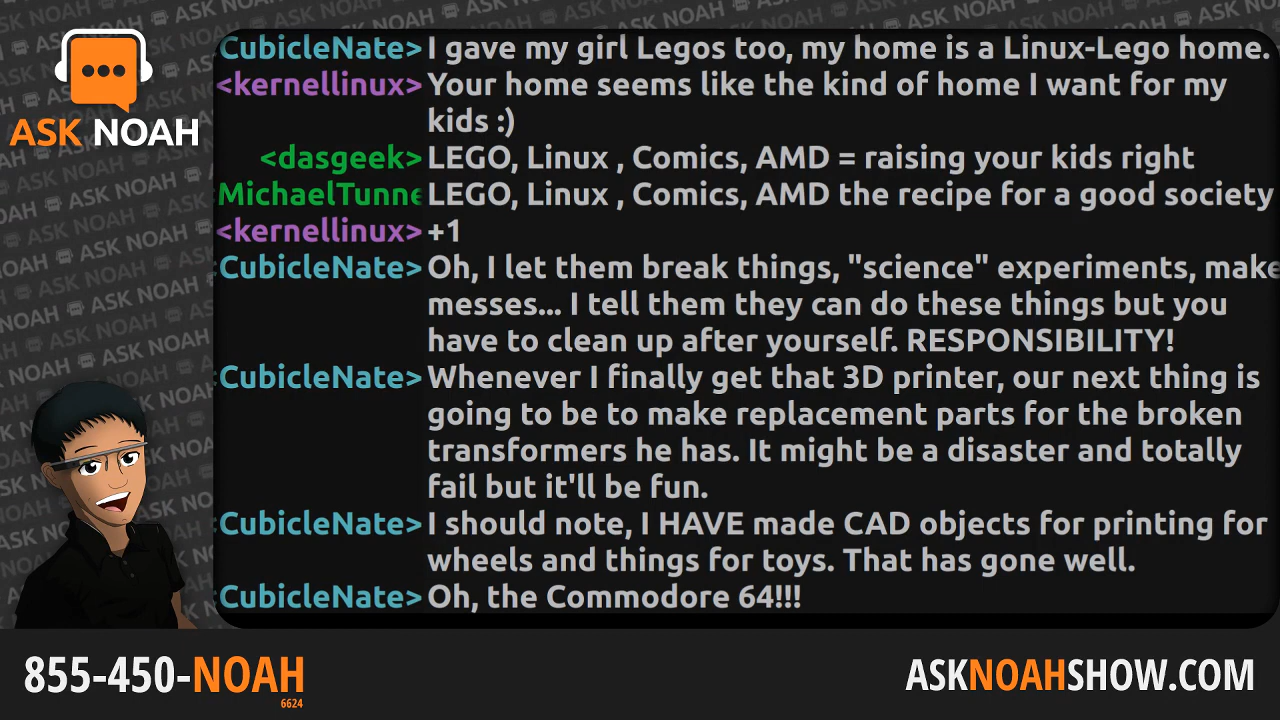 CubicleNate> I gave my girl Legos too, my home is a Linux-Lego home.
<kernellinux> Your home seems like the kind of home I want for my
kids :)
<dasgeek> LEGO, Linux , Comics, AMD = raising your kids right
MichaelTunne LEGO, Linux , Comics, AMD the recipe for a good society
<kernellinux> +1
CubicleNate> Oh, I let them break things, "science" experiments, make
messes... I tell them they can do these things but you
have to clean up after yourself. RESPONSIBILITY!
CubicleNate> Whenever I finally get that 3D printer, our next thing is
going to be to make replacement parts for the broken
transformers he has. It might be a disaster and totally
fail but it'll be fun.
CubicleNate> I should note, I HAVE made CAD objects for printing for
wheels and things for toys. That has gone well.
CubicleNate> Oh, the Commodore 64!!!
ASK NOAH
855-450-NOAH
6624
ASKNOAHSHOW.COM